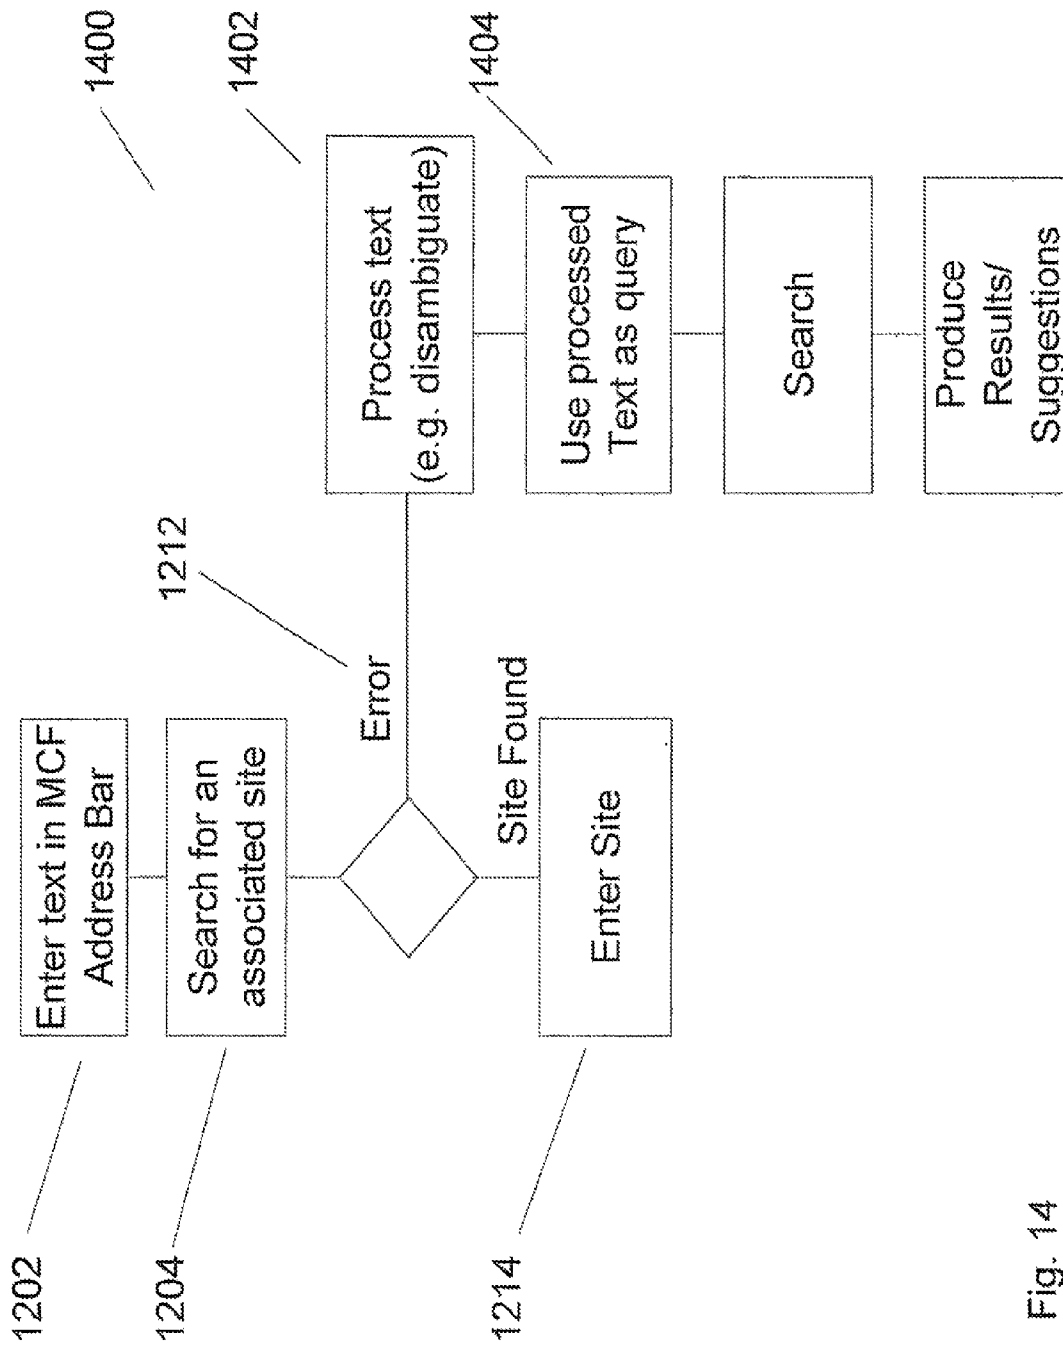 1400
1202
Enter text in MCF
Address Bar
1204
Search for an
associated site
1212
Error
1402
Process text
(e.g. disambiguate)
1404
Use processed
Text as query
Search
Produce
Results/
Suggestions
Site Found
1214
Enter Site
Fig. 14